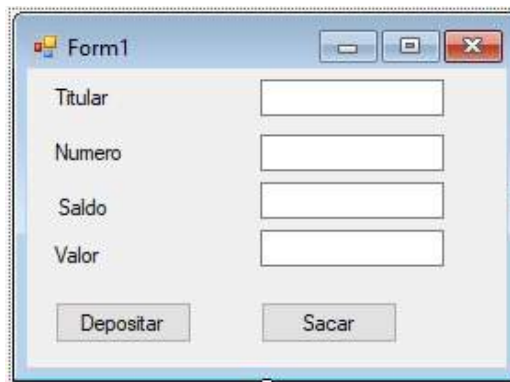 Form1
Titular
Numero
Saldo
Valor
Depositar Sacar